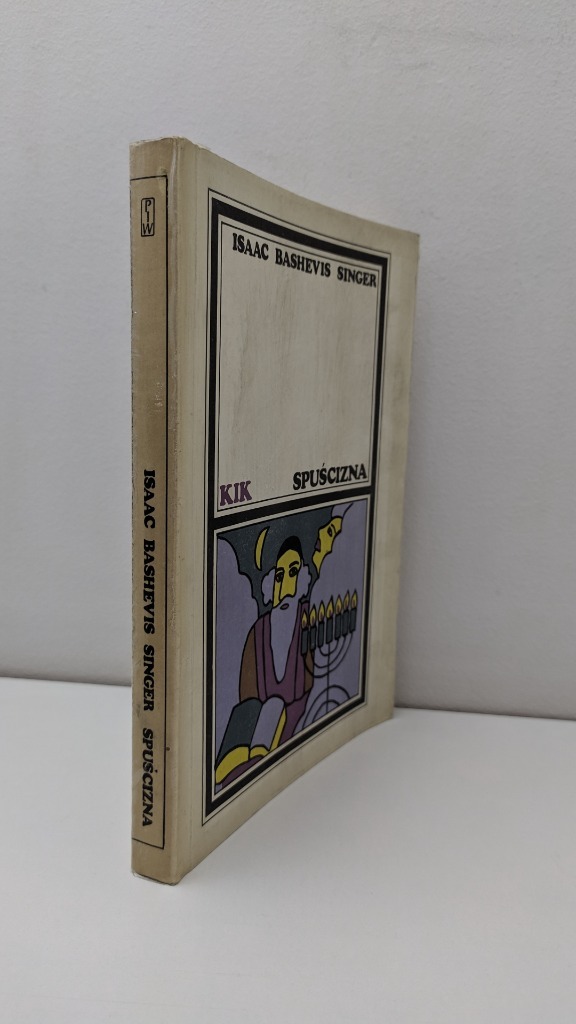 PIW
ISAAC BASHEVIS SINGER SPUŚCIZNA
ISAAC BASHEVIS SINGER
KIK SPUŚCIZNA